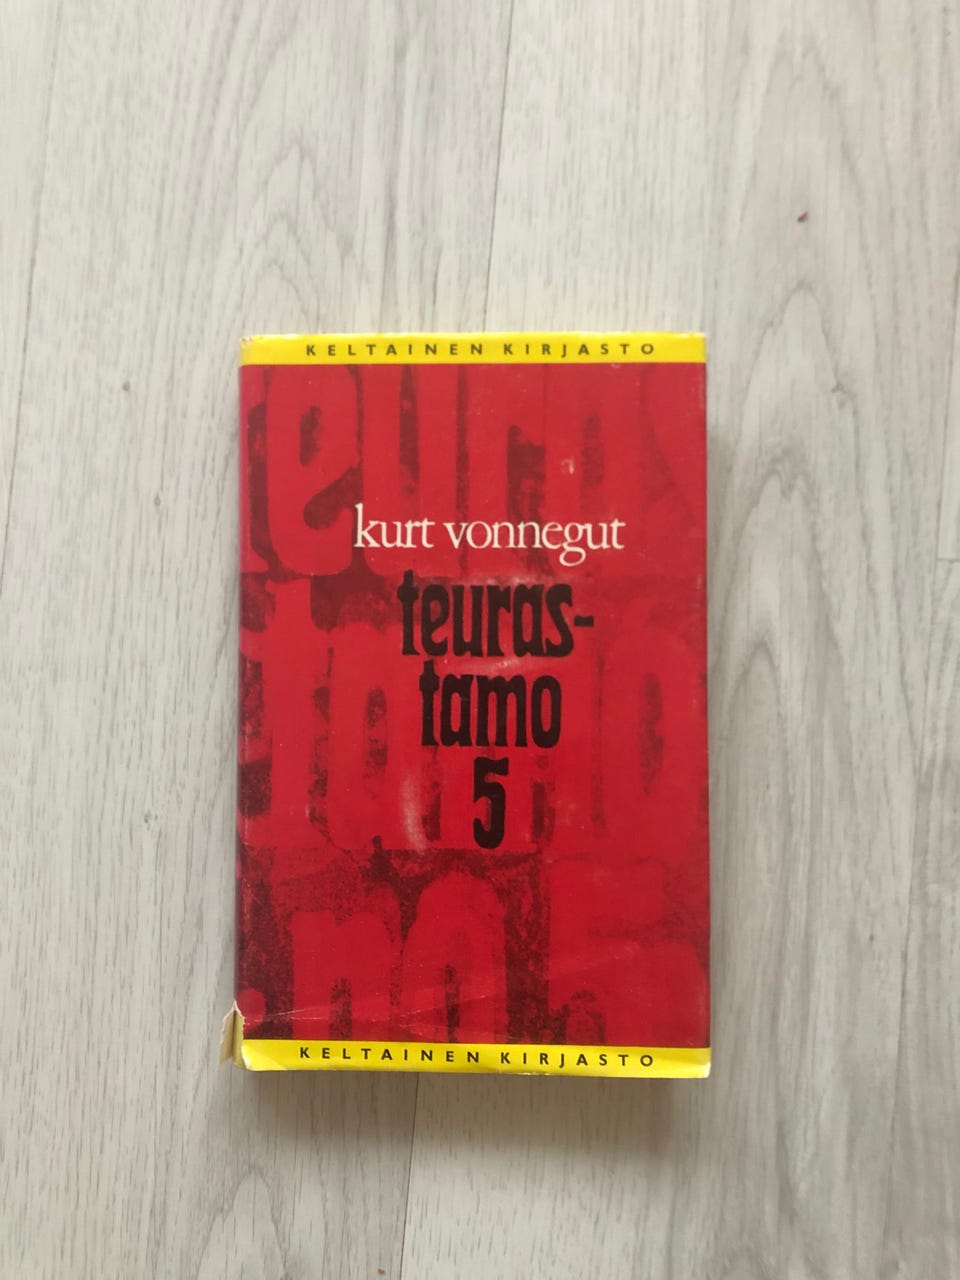 KELTAINEN KIRJASTO
kurt vonnegut
teuras-
tamo
5
KELTAINEN KIRJASTO